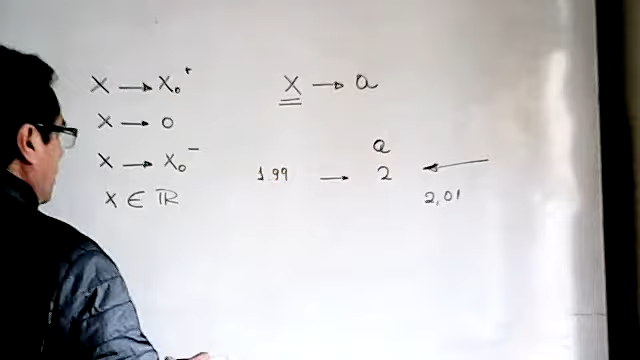 x → x₀⁺
x → 0
x → x₀⁻
x ∈ ℝ
x → a
a
1.99 → 2 ←
2,01